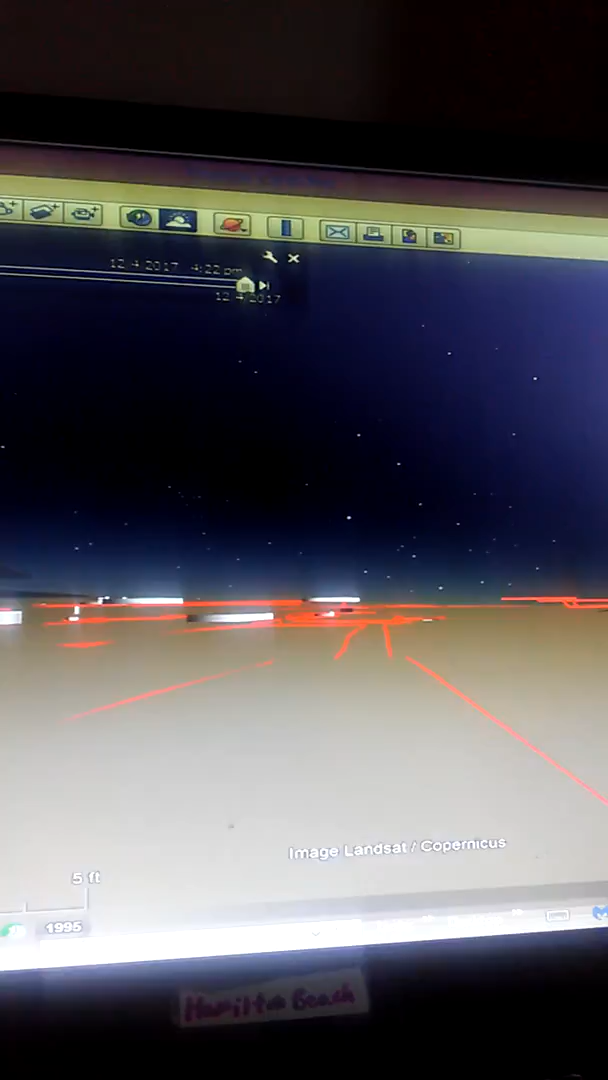 12/4/2017 4:22 pm
12/4/2017
Image Landsat / Copernicus
5 ft
1995
Hamilton Beach